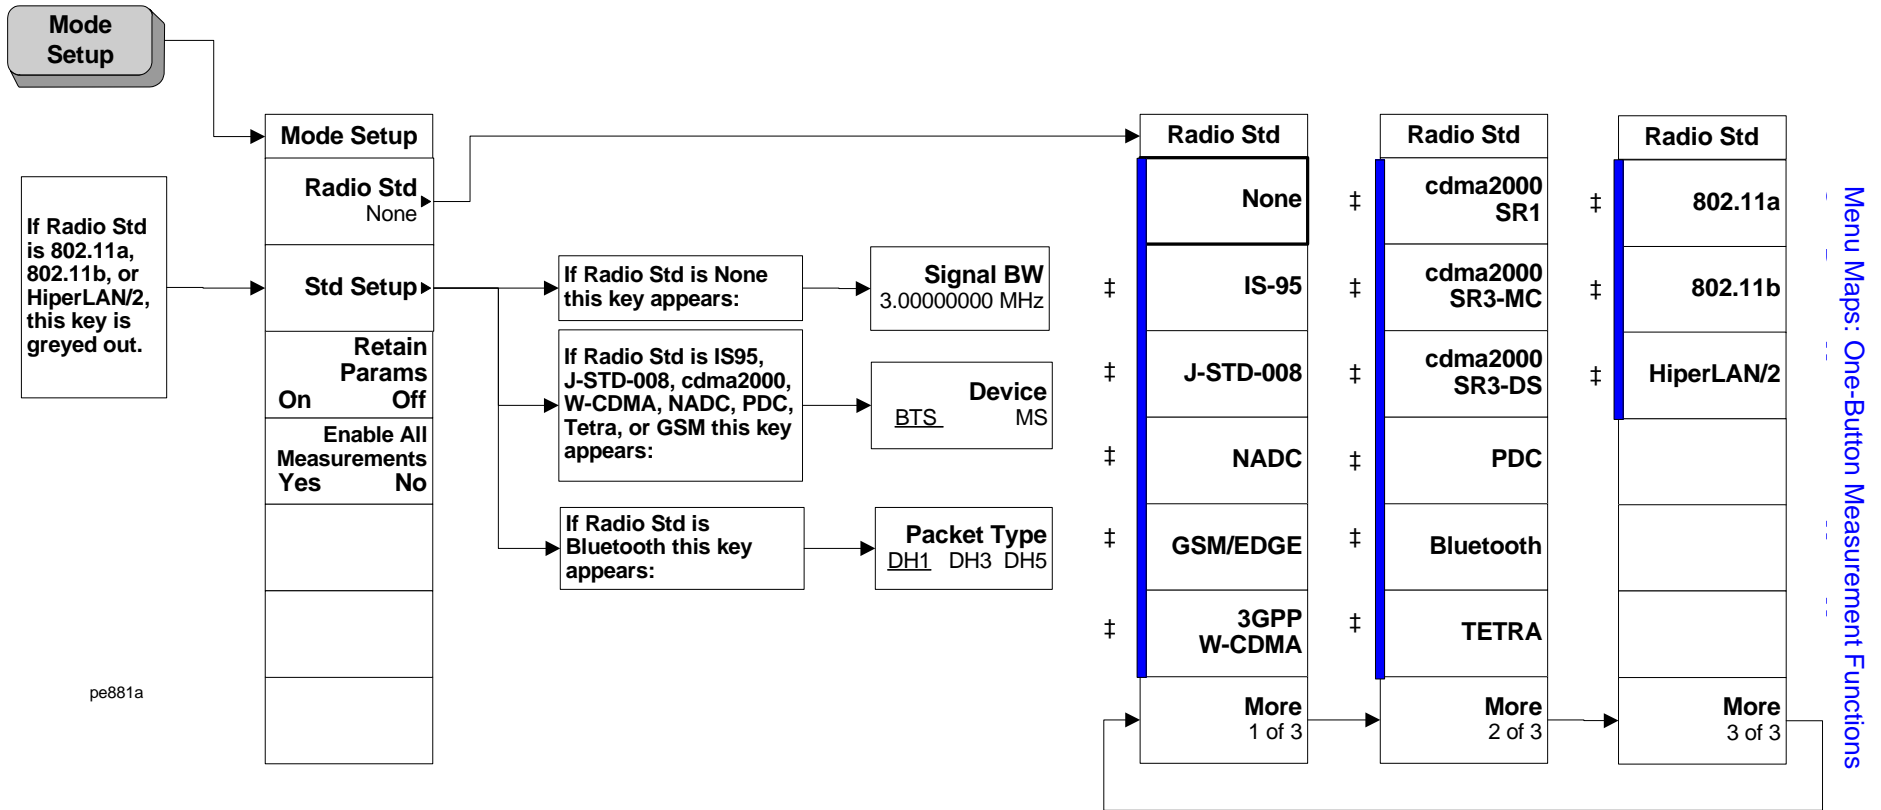 Mode
Setup
Mode Setup
Radio Std
None
Std Setup
Retain
Params
On Off
Enable All
Measurements
Yes No
If Radio Std
is 802.11a,
802.11b, or
HiperLAN/2,
this key is
greyed out.
If Radio Std is None
this key appears:
Signal BW
3.00000000 MHz
If Radio Std is IS95,
J-STD-008, cdma2000,
W-CDMA, NADC, PDC,
Tetra, or GSM this key
appears:
Device
BTS MS
If Radio Std is
Bluetooth this key
appears:
Packet Type
DH1 DH3 DH5
Radio Std
None
‡ IS-95
‡ J-STD-008
‡ NADC
‡ GSM/EDGE
‡ 3GPP
W-CDMA
More
1 of 3
Radio Std
‡ cdma2000
SR1
‡ cdma2000
SR3-MC
‡ cdma2000
SR3-DS
‡ PDC
‡ Bluetooth
‡ TETRA
More
2 of 3
Radio Std
‡ 802.11a
‡ 802.11b
‡ HiperLAN/2
More
3 of 3
Menu Maps: One-Button Measurement Functions
pe881a